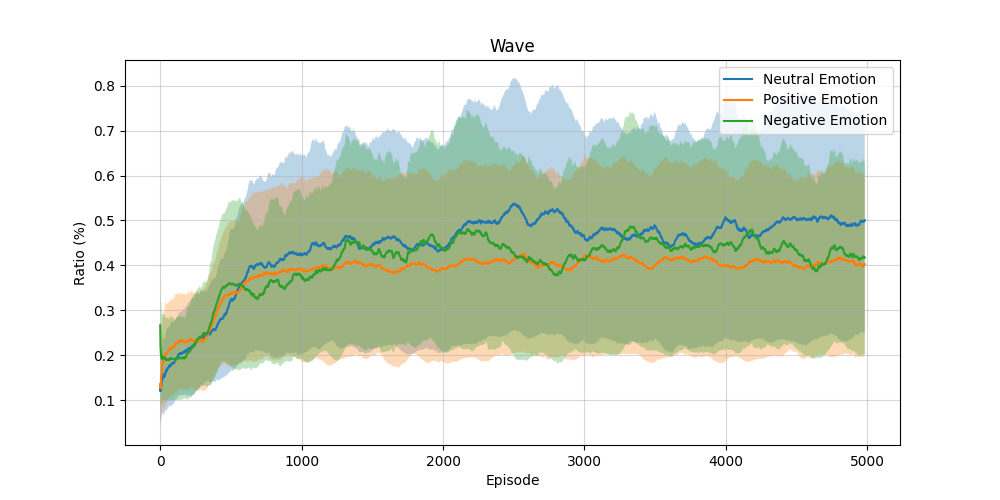 Wave
Neutral Emotion
Positive Emotion
Negative Emotion
Ratio (%)
0.8
0.7
0.6
0.5
0.4
0.3
0.2
0.1
0 1000 2000 3000 4000 5000
Episode